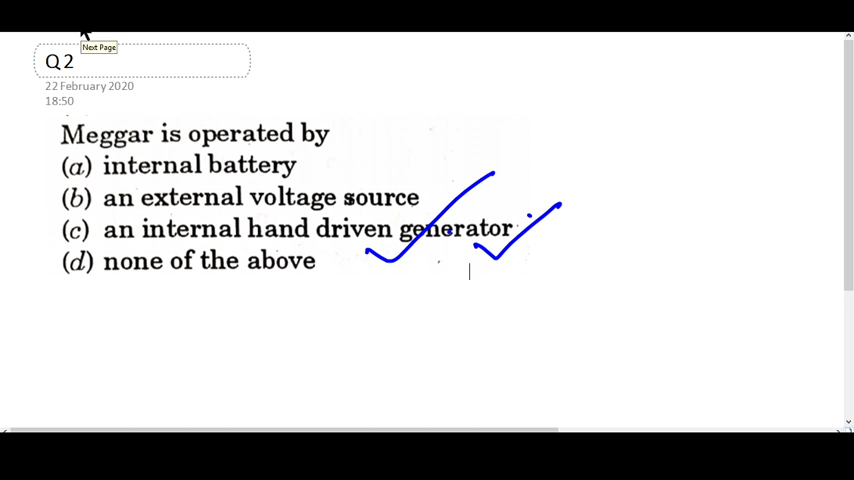 Next Page
Q 2
22 February 2020
18:50
Meggar is operated by
(a) internal battery
(b) an external voltage source
(c) an internal hand driven generator
(d) none of the above